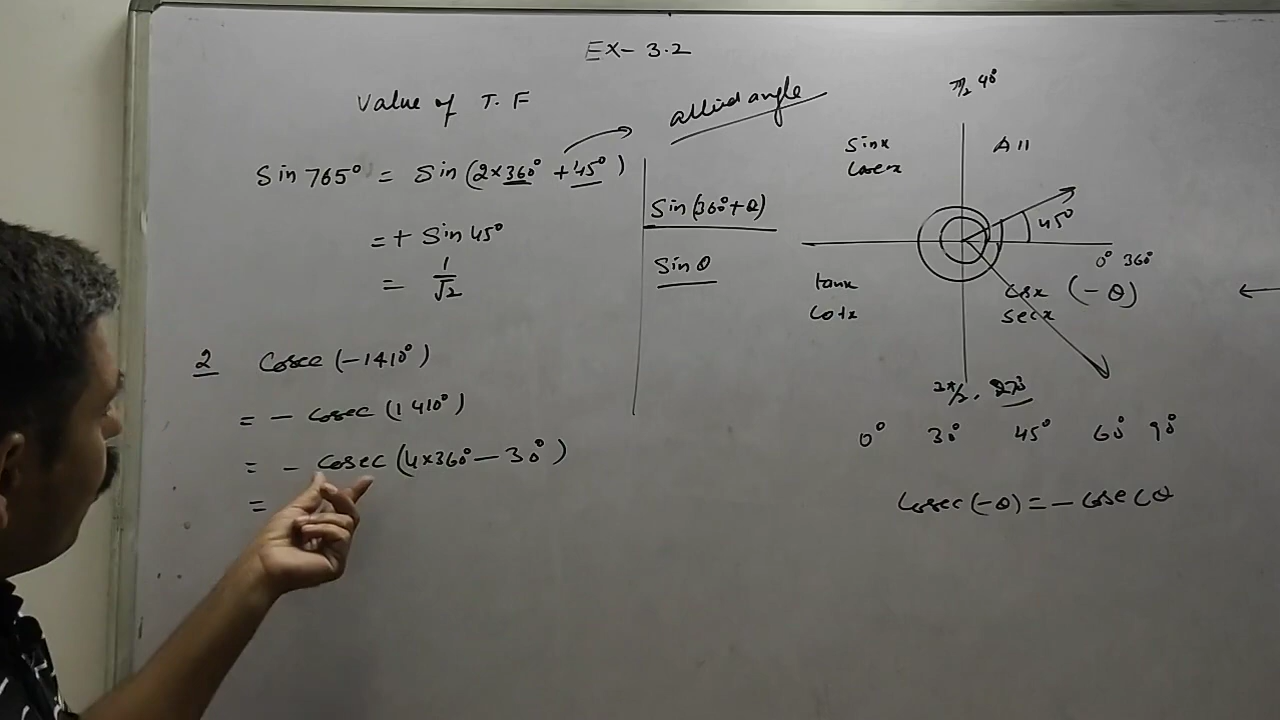 Ex- 3.2
Value of T. F
allied angle
Sin 765° = Sin (2×360° + 45°)
= + Sin 45°
= 1/√2
Sin (360+θ)
Sin θ
2 Cosec (-1410°)
= - Cosec (1410°)
= - Cosec (4×360° - 30°)
=
π/2
Sinx
Cosecx
All
45°
0° 360°
tanx
Cotx
Cosx
Secx
(-θ)
←
0° 30° 45° 60° 90°
Cosec (-θ) = - Cosec θ